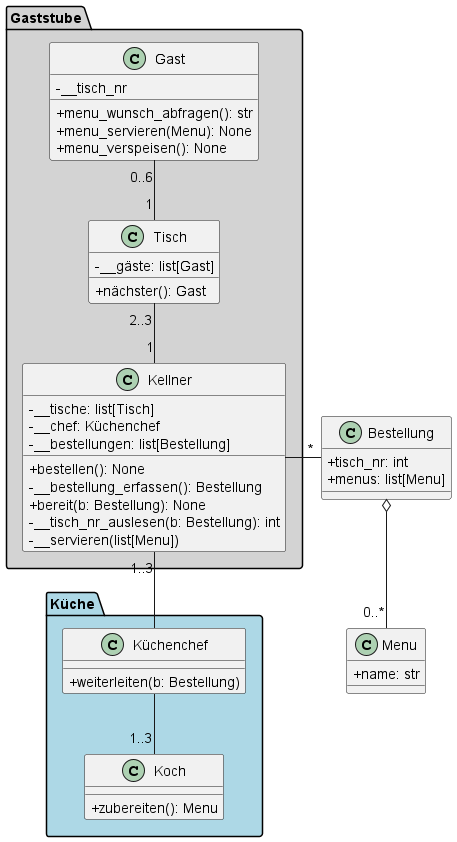 Gaststube
C Gast
-__tisch_nr
+menu_wunsch_abfragen(): str
+menu_servieren(Menu): None
+menu_verspeisen(): None
0..6
1
C Tisch
-__gäste: list[Gast]
+nächster(): Gast
2..3
1
C Kellner
-__tische: list[Tisch]
-__chef: Küchenchef
-__bestellungen: list[Bestellung]
+bestellen(): None
-__bestellung_erfassen(): Bestellung
+bereit(b: Bestellung): None
-__tisch_nr_auslesen(b: Bestellung): int
-__servieren(list[Menu])
*
C Bestellung
+tisch_nr: int
+menus: list[Menu]
1..3
0..*
C Menu
+name: str
Küche
C Küchenchef
+weiterleiten(b: Bestellung)
1..3
C Koch
+zubereiten(): Menu